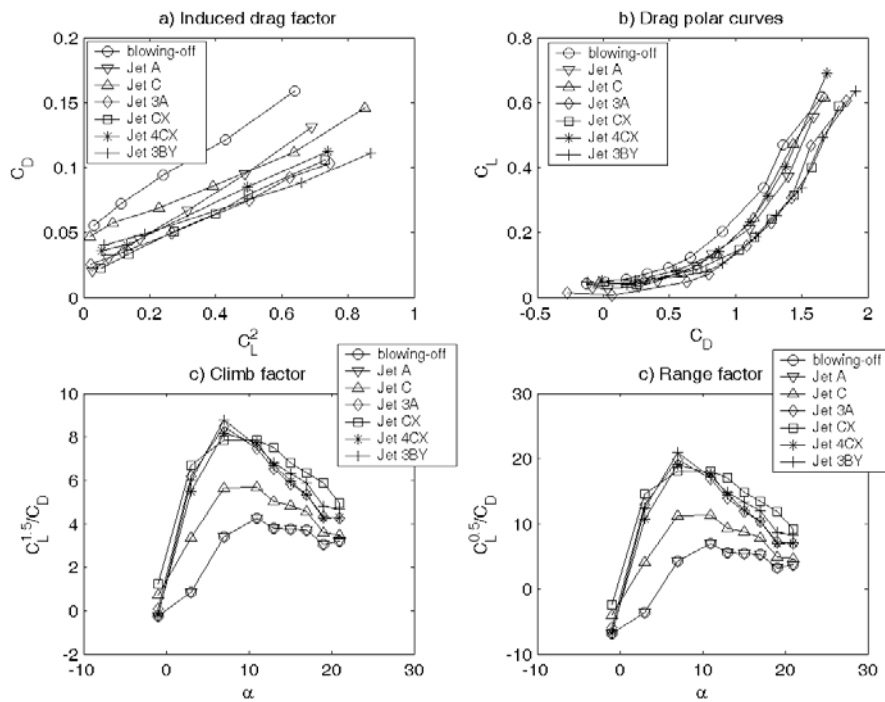 a) Induced drag factor
0.2
0.15
0.1
0.05
0
C_D
blowing-off
Jet A
Jet C
Jet 3A
Jet CX
Jet 4CX
Jet 3BY
0 0.2 0.4 0.6 0.8 1
C_L^2
b) Drag polar curves
0.8
0.6
0.4
0.2
0
C_L
blowing-off
Jet A
Jet C
Jet 3A
Jet CX
Jet 4CX
Jet 3BY
-0.5 0 0.5 1 1.5 2
C_D
c) Climb factor
10
8
6
4
2
0
-2
C_L^1.5/C_D
blowing-off
Jet A
Jet C
Jet 3A
Jet CX
Jet 4CX
Jet 3BY
-10 0 10 20 30
α
c) Range factor
30
20
10
0
-10
C_L^0.5/C_D
blowing-off
Jet A
Jet C
Jet 3A
Jet CX
Jet 4CX
Jet 3BY
-10 0 10 20 30
α